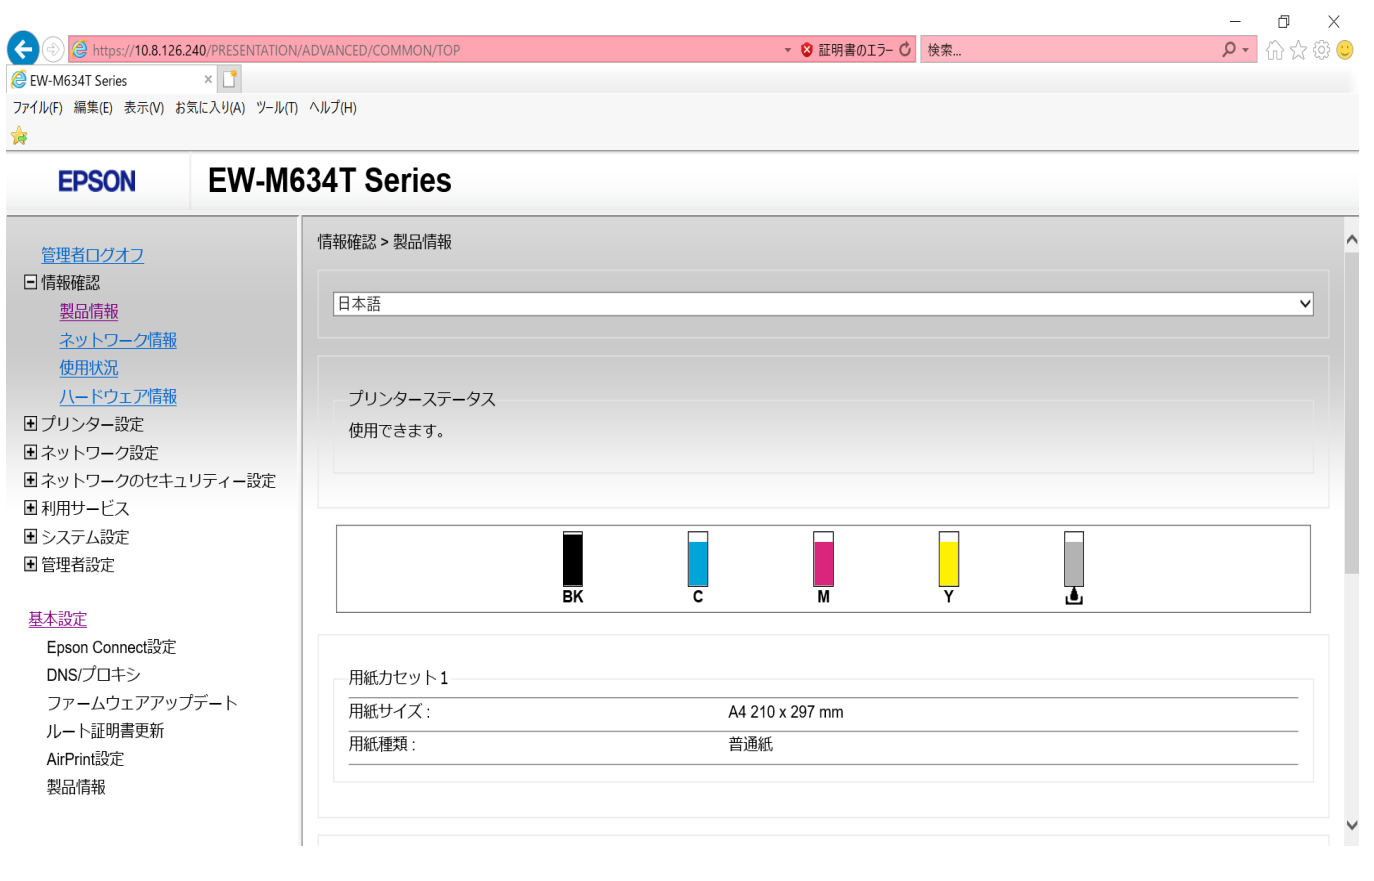 https://10.8.126.240/PRESENTATION/ADVANCED/COMMON/TOP 証明書のエラー 検索...
EW-M634T Series
ファイル(F) 編集(E) 表示(V) お気に入り(A) ツール(T) ヘルプ(H)
EPSON EW-M634T Series
管理者ログオフ
情報確認
製品情報
ネットワーク情報
使用状況
ハードウェア情報
プリンター設定
ネットワーク設定
ネットワークのセキュリティー設定
利用サービス
システム設定
管理者設定
基本設定
Epson Connect設定
DNS/プロキシ
ファームウェアアップデート
ルート証明書更新
AirPrint設定
製品情報
情報確認 > 製品情報
日本語
プリンターステータス
使用できます。
BK C M Y
用紙カセット 1
用紙サイズ : A4 210 x 297 mm
用紙種類 : 普通紙